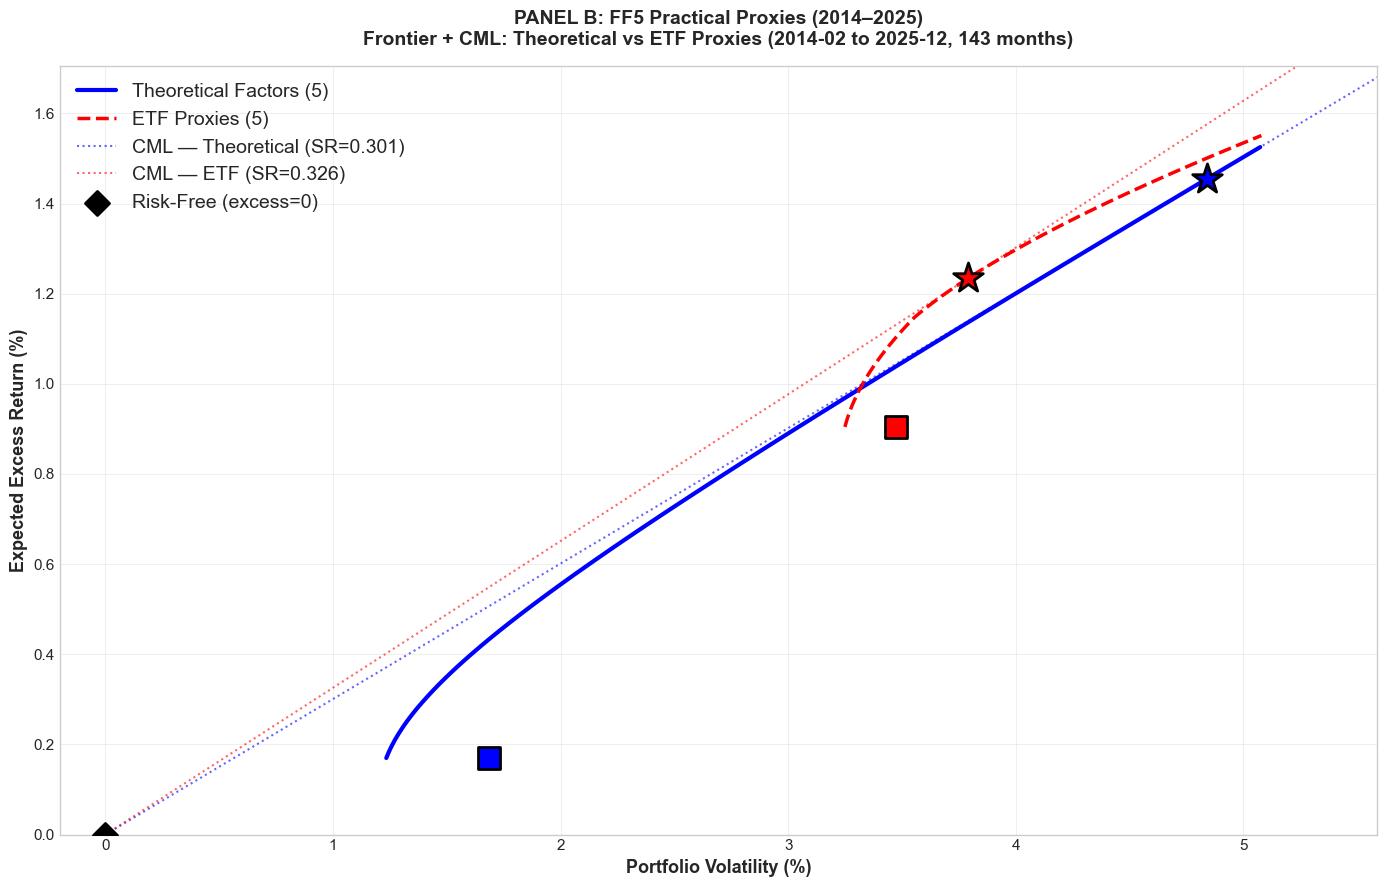 PANEL B: FF5 Practical Proxies (2014–2025)
Frontier + CML: Theoretical vs ETF Proxies (2014-02 to 2025-12, 143 months)
Theoretical Factors (5)
ETF Proxies (5)
CML — Theoretical (SR=0.301)
CML — ETF (SR=0.326)
Risk-Free (excess=0)
Expected Excess Return (%)
1.6
1.4
1.2
1.0
0.8
0.6
0.4
0.2
0.0
0 1 2 3 4 5
Portfolio Volatility (%)